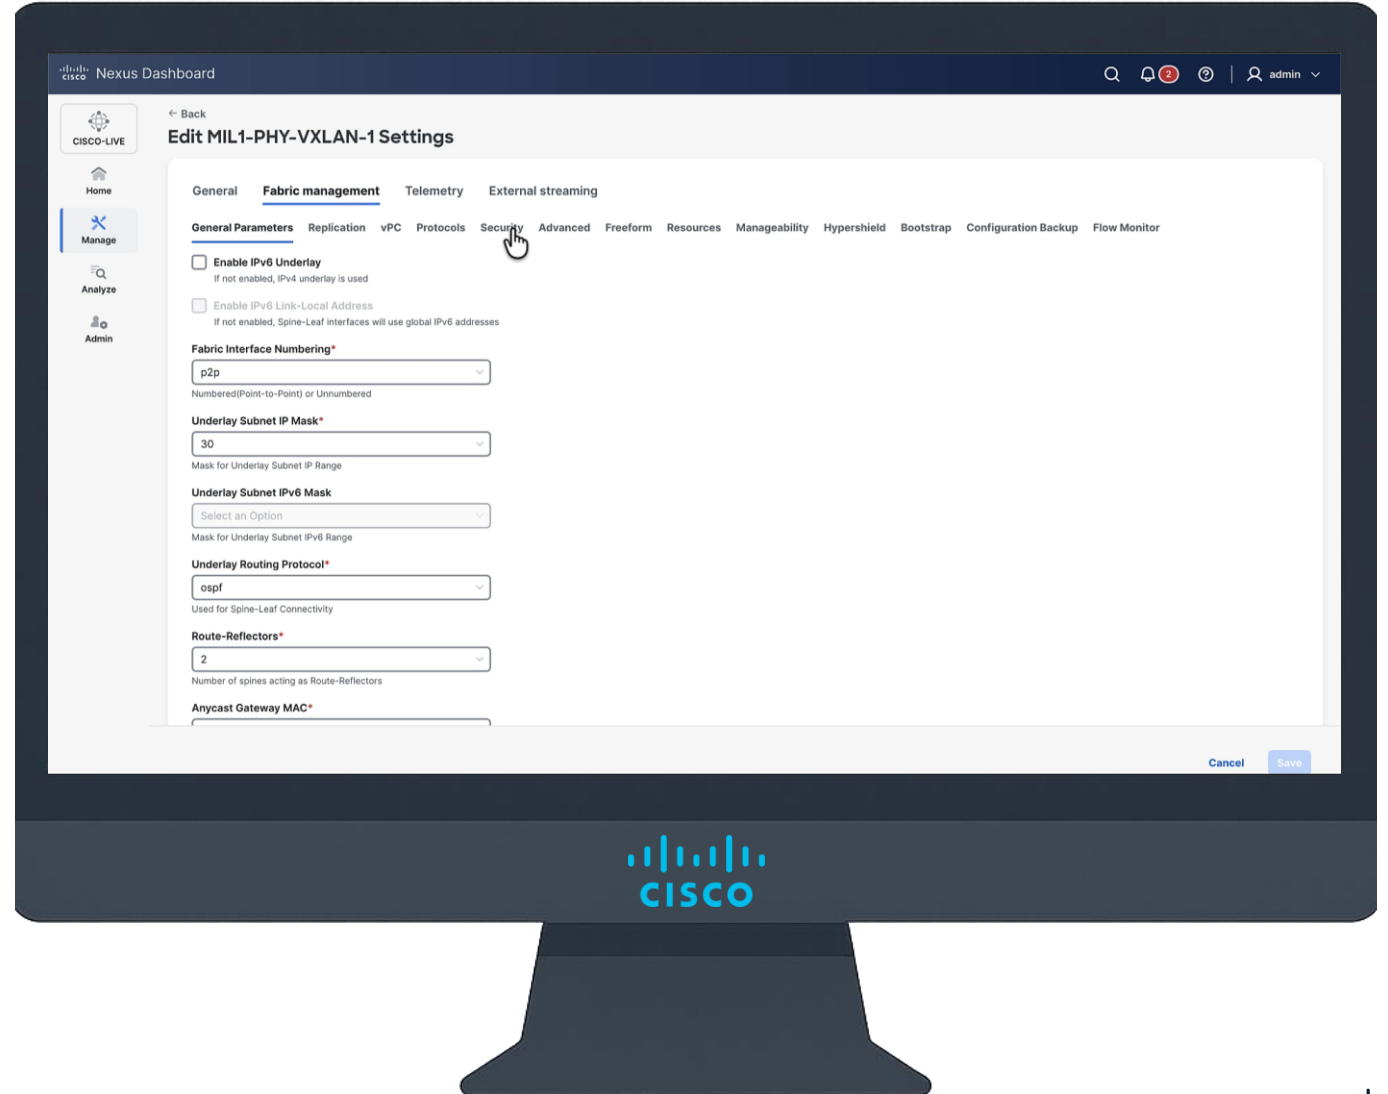 cisco Nexus Dashboard
2
admin
CISCO-LIVE
Home
Manage
Analyze
Admin
← Back
Edit MIL1-PHY-VXLAN-1 Settings
General Fabric management Telemetry External streaming
General Parameters Replication vPC Protocols Security Advanced Freeform Resources Manageability Hypershield Bootstrap Configuration Backup Flow Monitor
Enable IPv6 Underlay
If not enabled, IPv4 underlay is used
Enable IPv6 Link-Local Address
If not enabled, Spine-Leaf interfaces will use global IPv6 addresses
Fabric Interface Numbering*
p2p
Numbered(Point-to-Point) or Unnumbered
Underlay Subnet IP Mask*
30
Mask for Underlay Subnet IP Range
Underlay Subnet IPv6 Mask
Select an Option
Mask for Underlay Subnet IPv6 Range
Underlay Routing Protocol*
ospf
Used for Spine-Leaf Connectivity
Route-Reflectors*
2
Number of spines acting as Route-Reflectors
Anycast Gateway MAC*
Cancel Save
CISCO